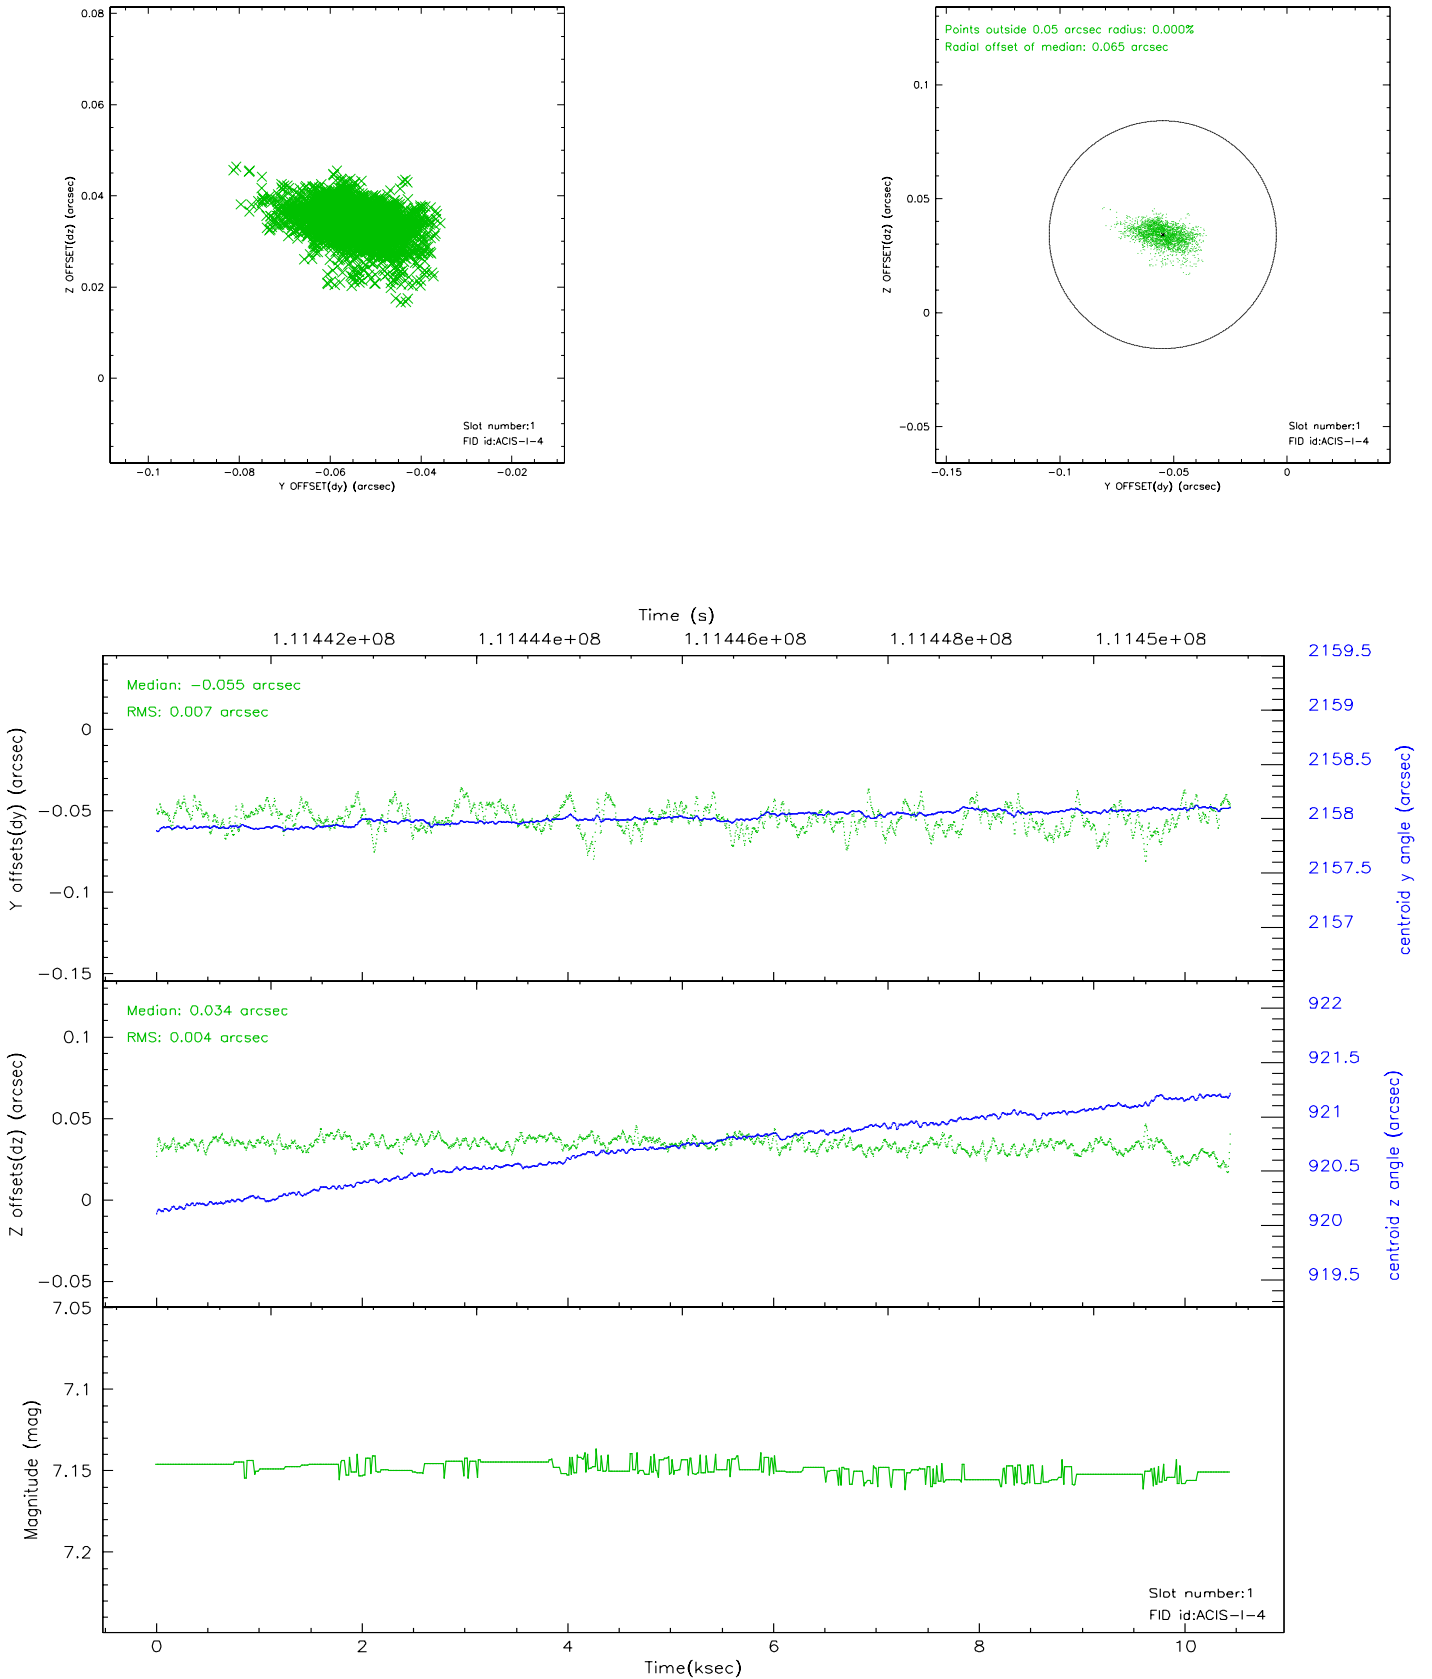 0.08
0.06
0.04
0.02
0
Z OFFSET(dz) (arcsec)
Slot number:1
FID id:ACIS-I-4
-0.1 -0.08 -0.06 -0.04 -0.02
Y OFFSET(dy) (arcsec)
Points outside 0.05 arcsec radius: 0.000%
Radial offset of median: 0.065 arcsec
0.1
0.05
0
-0.05
Z OFFSET(dz) (arcsec)
Slot number:1
FID id:ACIS-I-4
-0.15 -0.1 -0.05 0
Y OFFSET(dy) (arcsec)
Time (s)
1.11442e+08 1.11444e+08 1.11446e+08 1.11448e+08 1.1145e+08
Median: -0.055 arcsec
RMS: 0.007 arcsec
0
-0.05
-0.1
-0.15
Y offsets(dy) (arcsec)
2159.5
2159
2158.5
2158
2157.5
2157
centroid y angle (arcsec)
Median: 0.034 arcsec
RMS: 0.004 arcsec
0.1
0.05
0
-0.05
Z offsets(dz) (arcsec)
922
921.5
921
920.5
920
919.5
centroid z angle (arcsec)
7.05
7.1
7.15
7.2
Magnitude (mag)
Slot number:1
FID id:ACIS-I-4
0 2 4 6 8 10
Time(ksec)